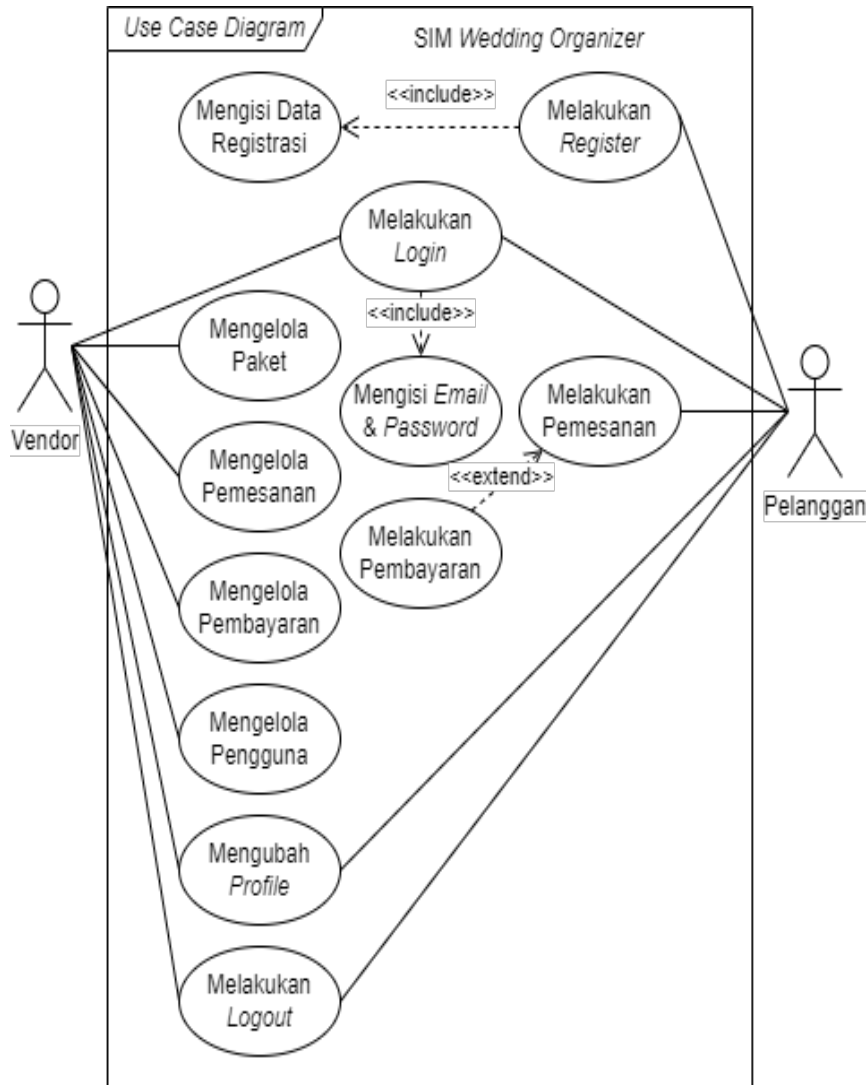 Use Case Diagram
SIM Wedding Organizer
<<include>>
Mengisi Data
Registrasi
Melakukan
Register
Melakukan
Login
<<include>>
Mengelola
Paket
Mengisi Email
& Password
Melakukan
Pemesanan
Vendor
Mengelola
Pemesanan
<<extend>>
Pelanggan
Melakukan
Pembayaran
Mengelola
Pembayaran
Mengelola
Pengguna
Mengubah
Profile
Melakukan
Logout